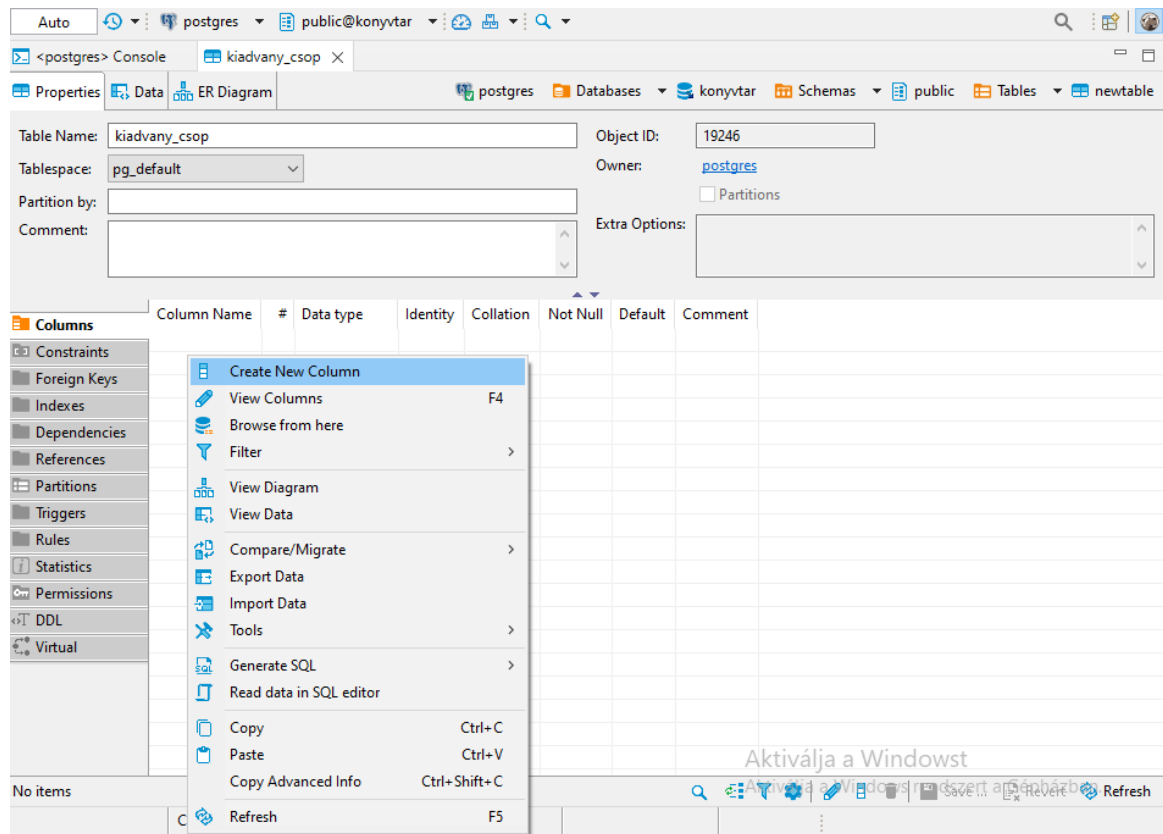 Auto postgres public@konyvtar
<postgres> Console kiadvany_csop
Properties Data ER Diagram postgres Databases konyvtar Schemas public Tables newtable
Table Name: kiadvany_csop Object ID: 19246
Tablespace: pg_default Owner: postgres
Partition by: Partitions
Comment: Extra Options:
Column Name # Data type Identity Collation Not Null Default Comment
Columns
Constraints
Foreign Keys
Indexes
Dependencies
References
Partitions
Triggers
Rules
Statistics
Permissions
DDL
Virtual
Create New Column
View Columns F4
Browse from here
Filter
View Diagram
View Data
Compare/Migrate
Export Data
Import Data
Tools
Generate SQL
Read data in SQL editor
Copy Ctrl+C
Paste Ctrl+V
Copy Advanced Info Ctrl+Shift+C
Refresh F5
Aktiválja a Windowst
Aktiválja a Windows rendszert a Gépházban.
No items Save ... Revert Refresh
C